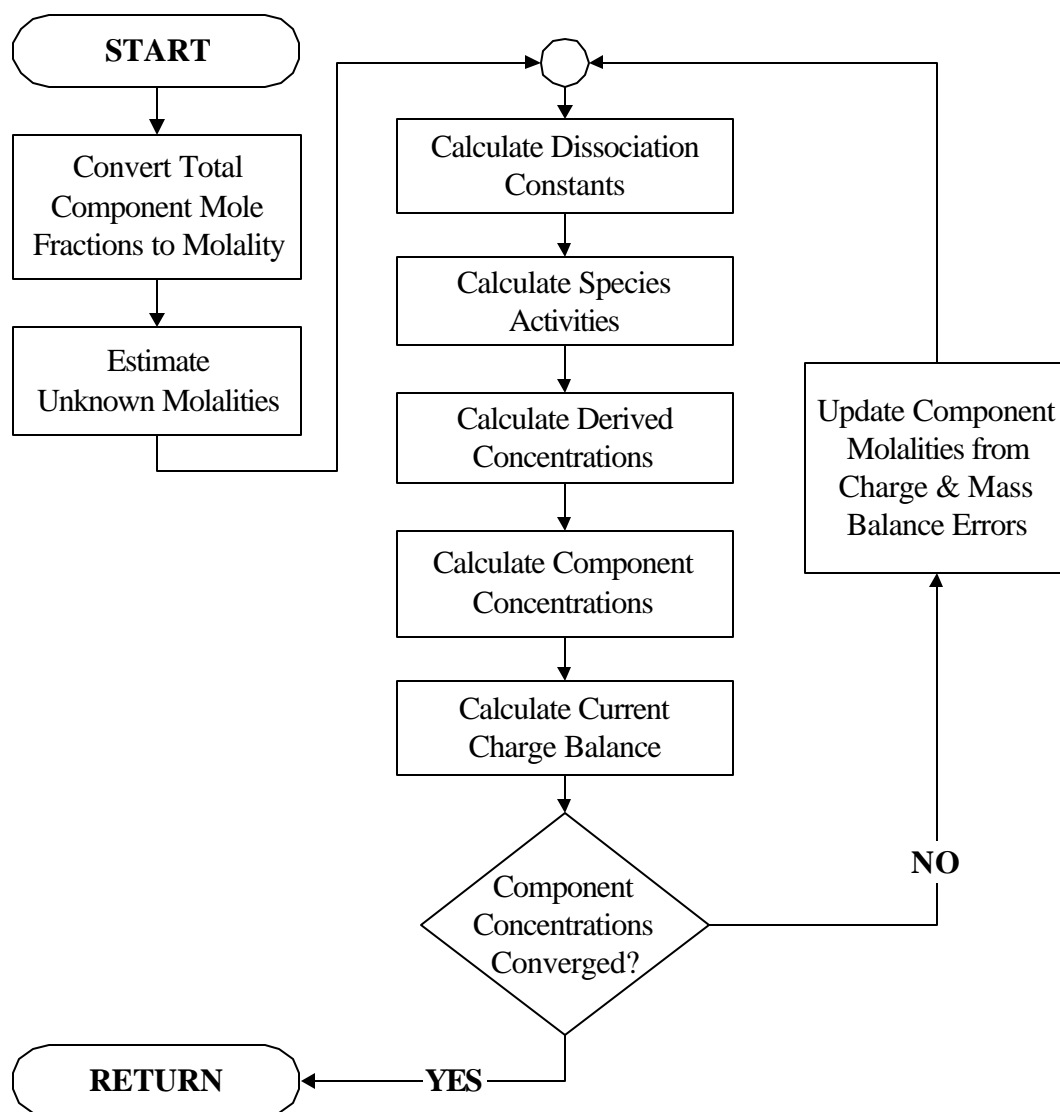 START
Convert Total
Component Mole
Fractions to Molality
Estimate
Unknown Molalities
Calculate Dissociation
Constants
Calculate Species
Activities
Calculate Derived
Concentrations
Calculate Component
Concentrations
Calculate Current
Charge Balance
Component
Concentrations
Converged?
NO
Update Component
Molalities from
Charge & Mass
Balance Errors
YES
RETURN